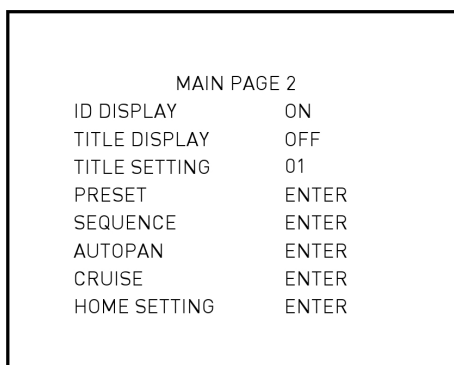 MAIN PAGE 2
ID DISPLAY ON
TITLE DISPLAY OFF
TITLE SETTING 01
PRESET ENTER
SEQUENCE ENTER
AUTOPAN ENTER
CRUISE ENTER
HOME SETTING ENTER